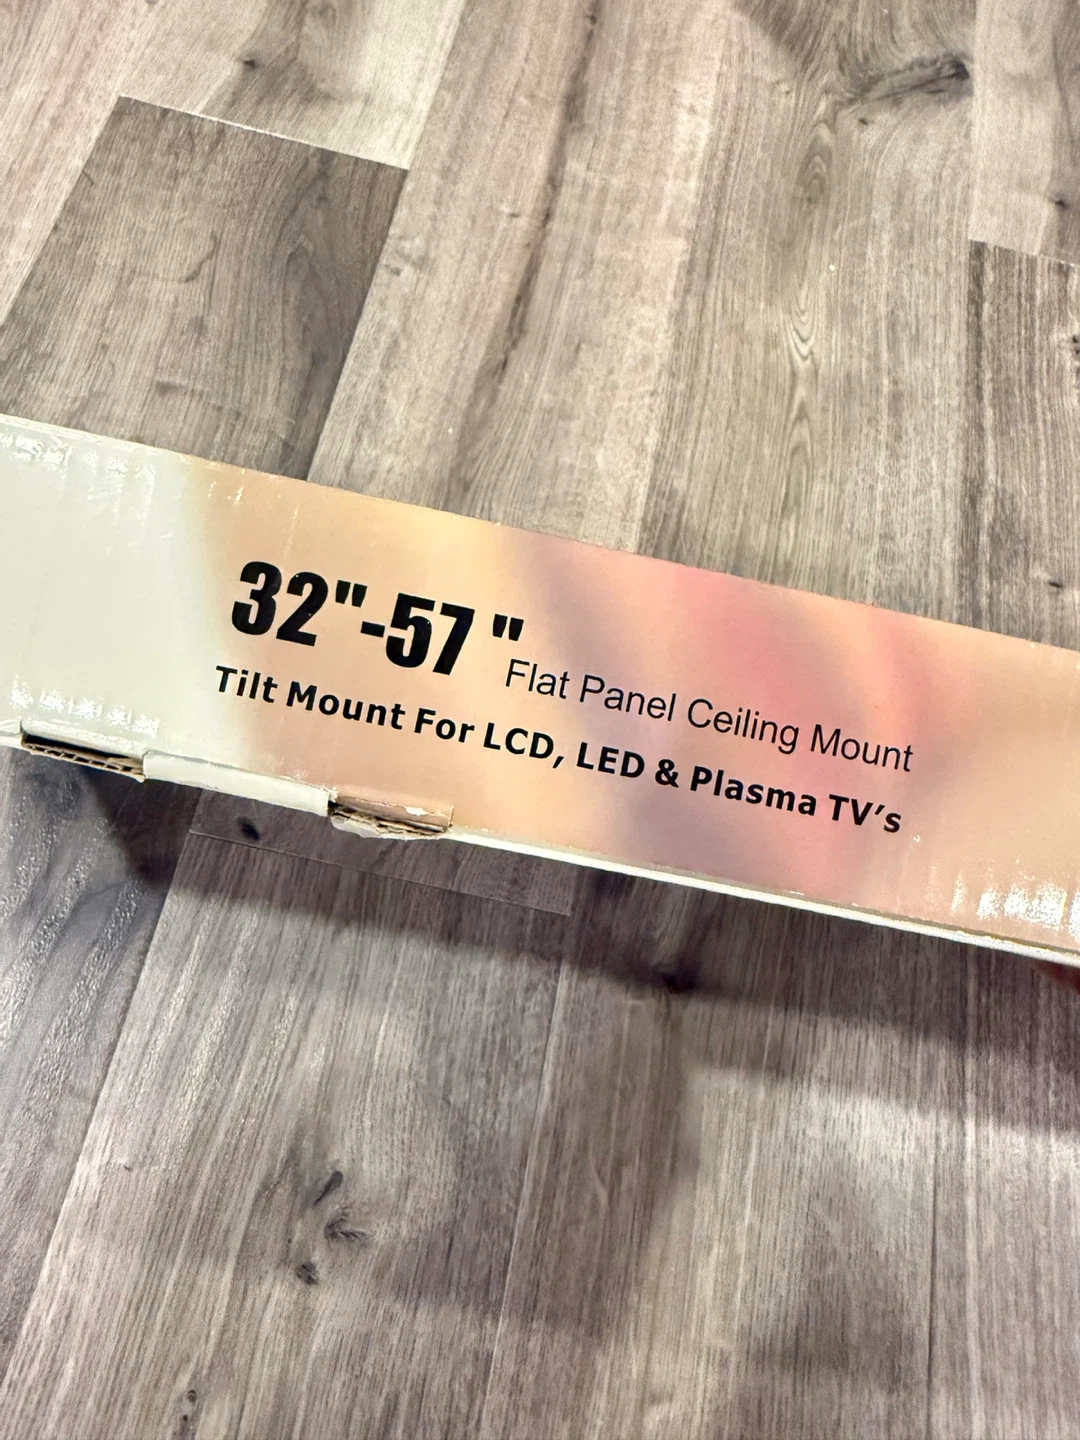 32"-57 " Flat Panel Ceiling Mount
Tilt Mount For LCD, LED & Plasma TV’s